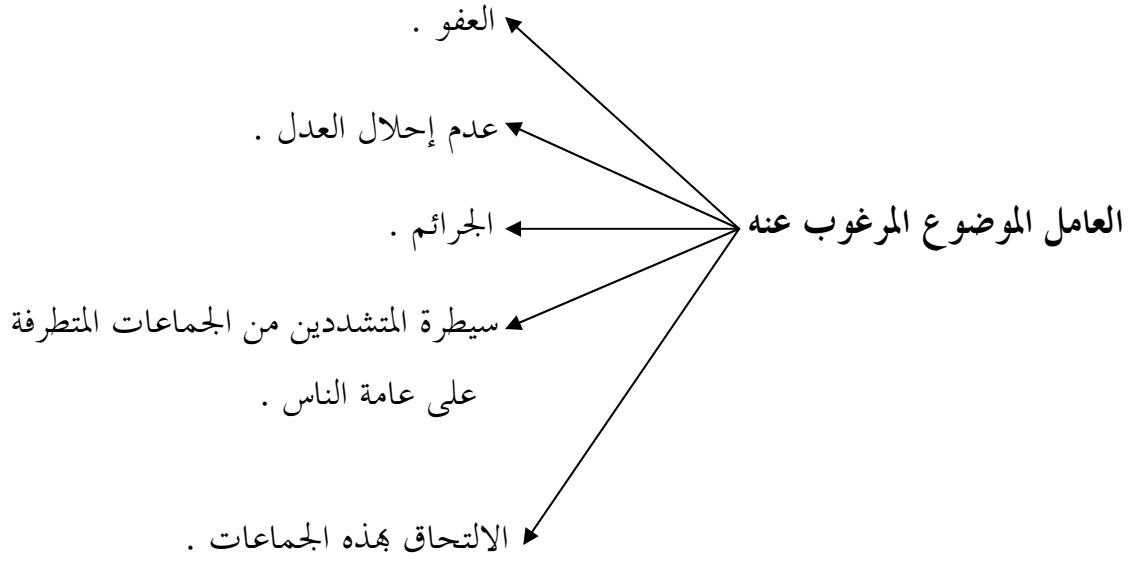 العفو .
عدم إحلال العدل .
العامل الموضوع المرغوب عنه
الجرائم .
سيطرة المتشددين من الجماعات المتطرفة
على عامة الناس .
الالتحاق بهذه الجماعات .